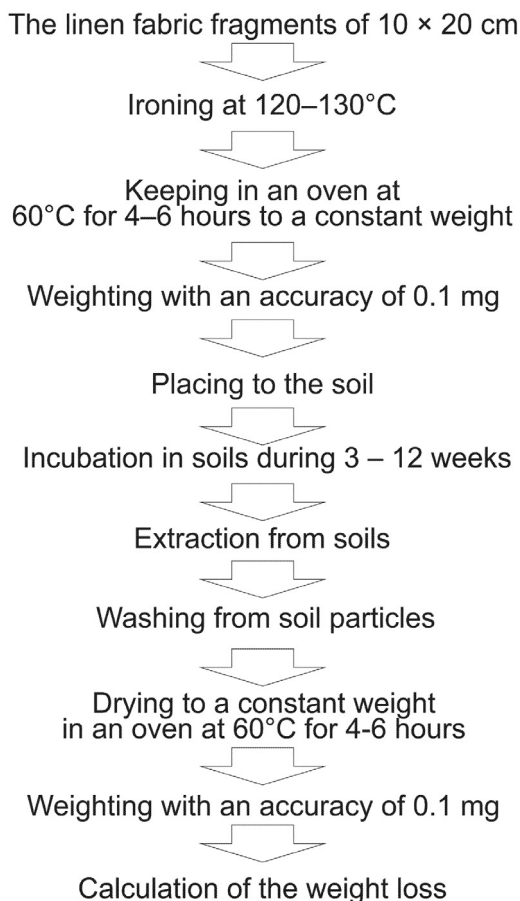 The linen fabric fragments of 10 × 20 cm
Ironing at 120–130°C
Keeping in an oven at
60°C for 4–6 hours to a constant weight
Weighting with an accuracy of 0.1 mg
Placing to the soil
Incubation in soils during 3 – 12 weeks
Extraction from soils
Washing from soil particles
Drying to a constant weight
in an oven at 60°C for 4-6 hours
Weighting with an accuracy of 0.1 mg
Calculation of the weight loss